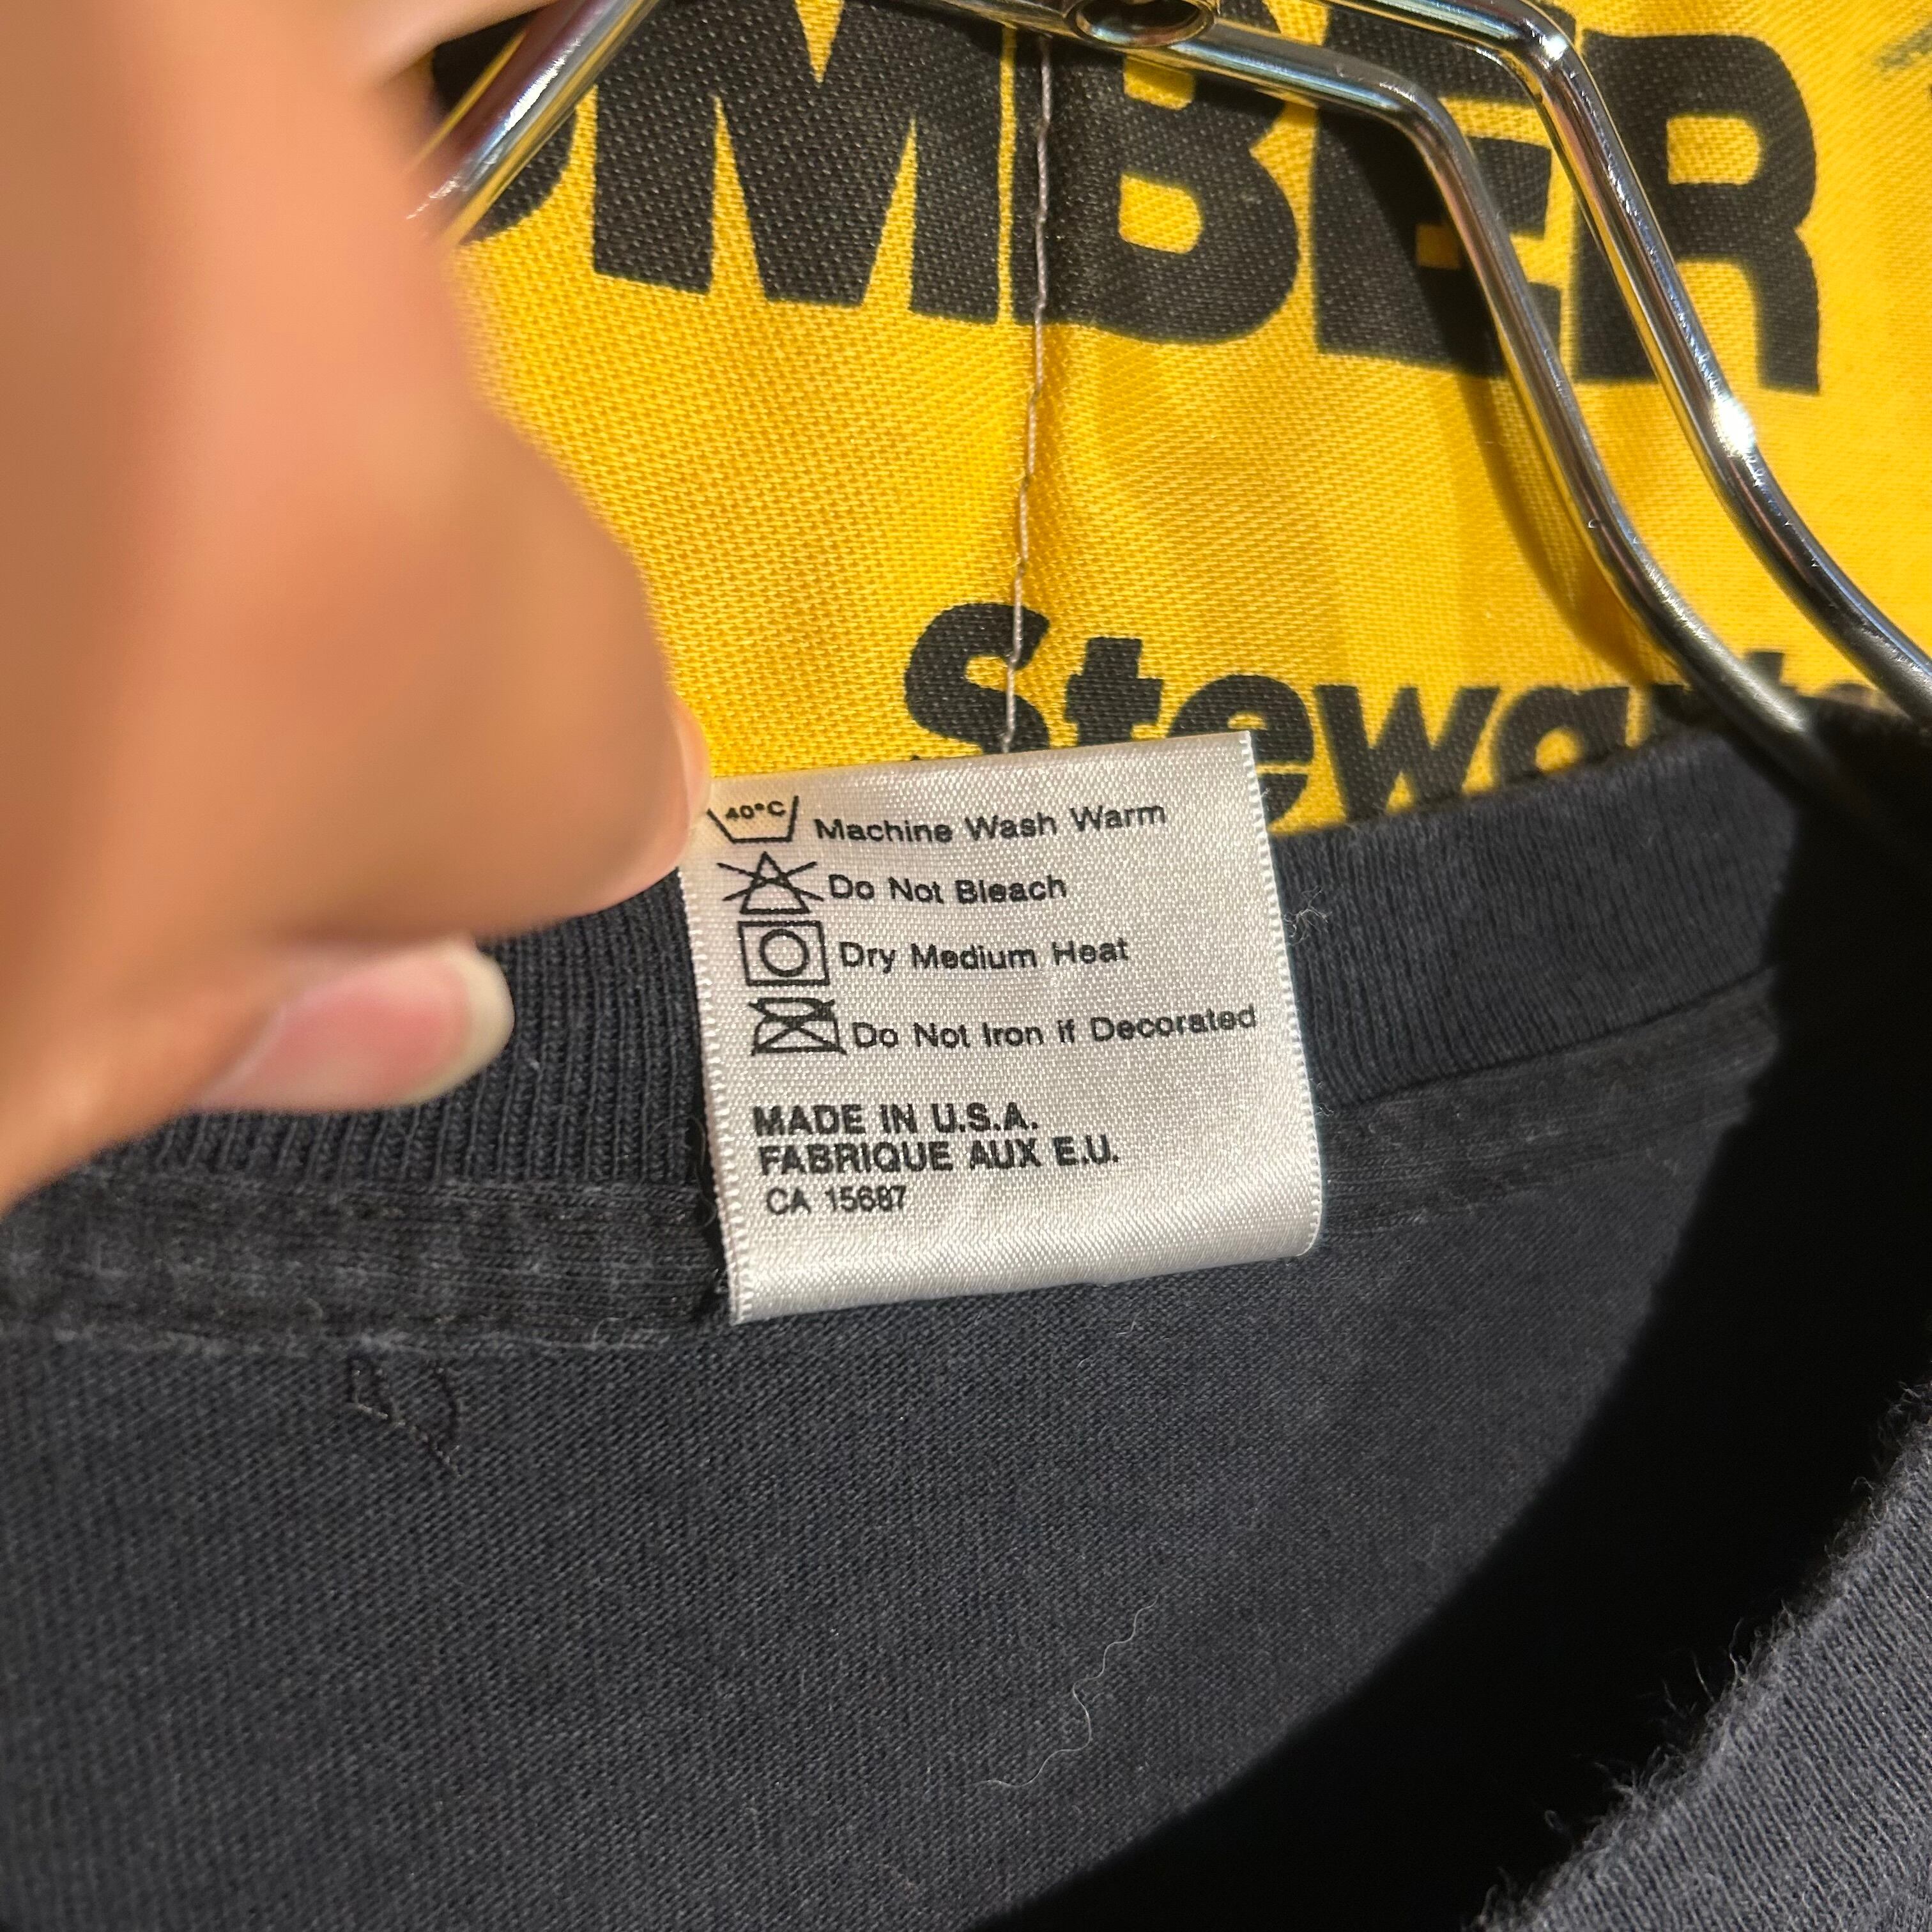 MBER
Stewart
40°C Machine Wash Warm
Do Not Bleach
Dry Medium Heat
Do Not Iron if Decorated
MADE IN U.S.A.
FABRIQUE AUX E.U.
CA 15687